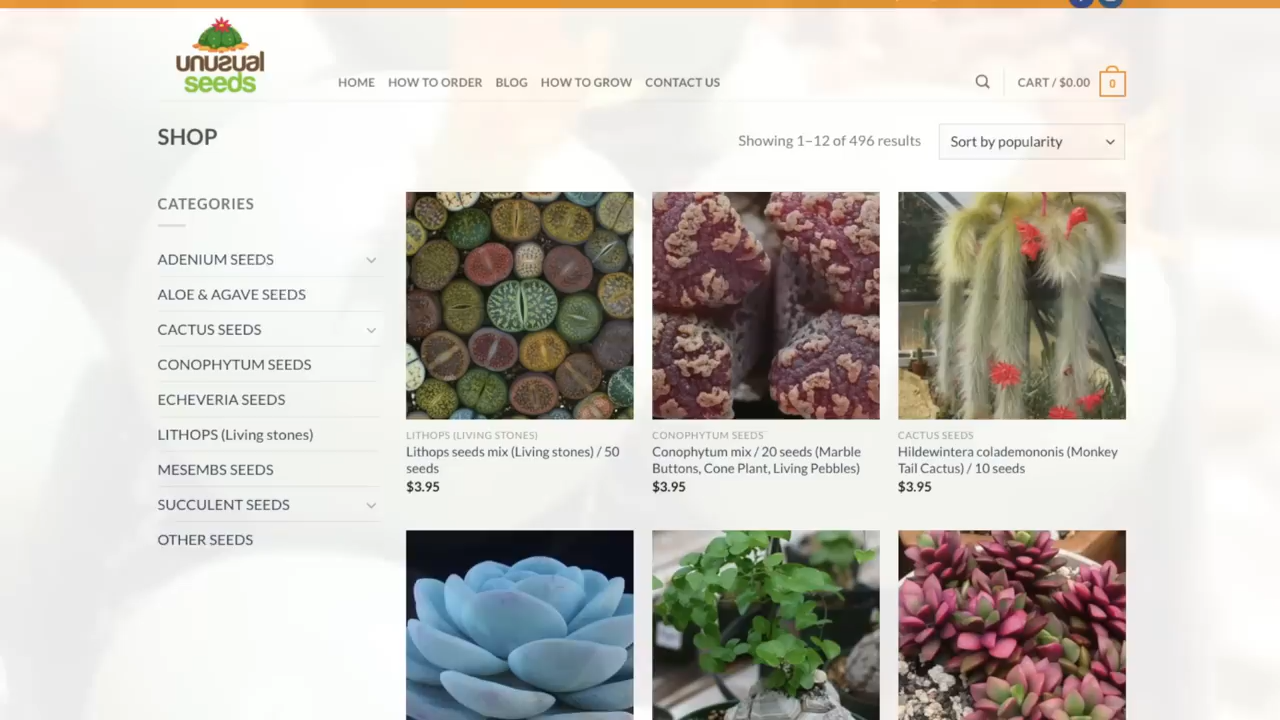 unusual
seeds
HOME HOW TO ORDER BLOG HOW TO GROW CONTACT US
CART / $0.00 0
SHOP
Showing 1–12 of 496 results
Sort by popularity
CATEGORIES
ADENIUM SEEDS
ALOE & AGAVE SEEDS
CACTUS SEEDS
CONOPHYTUM SEEDS
ECHEVERIA SEEDS
LITHOPS (Living stones)
MESEMBS SEEDS
SUCCULENT SEEDS
OTHER SEEDS
LITHOPS (LIVING STONES)
Lithops seeds mix (Living stones) / 50
seeds
$3.95
CONOPHYTUM SEEDS
Conophytum mix / 20 seeds (Marble
Buttons, Cone Plant, Living Pebbles)
$3.95
CACTUS SEEDS
Hildewintera colademononis (Monkey
Tail Cactus) / 10 seeds
$3.95